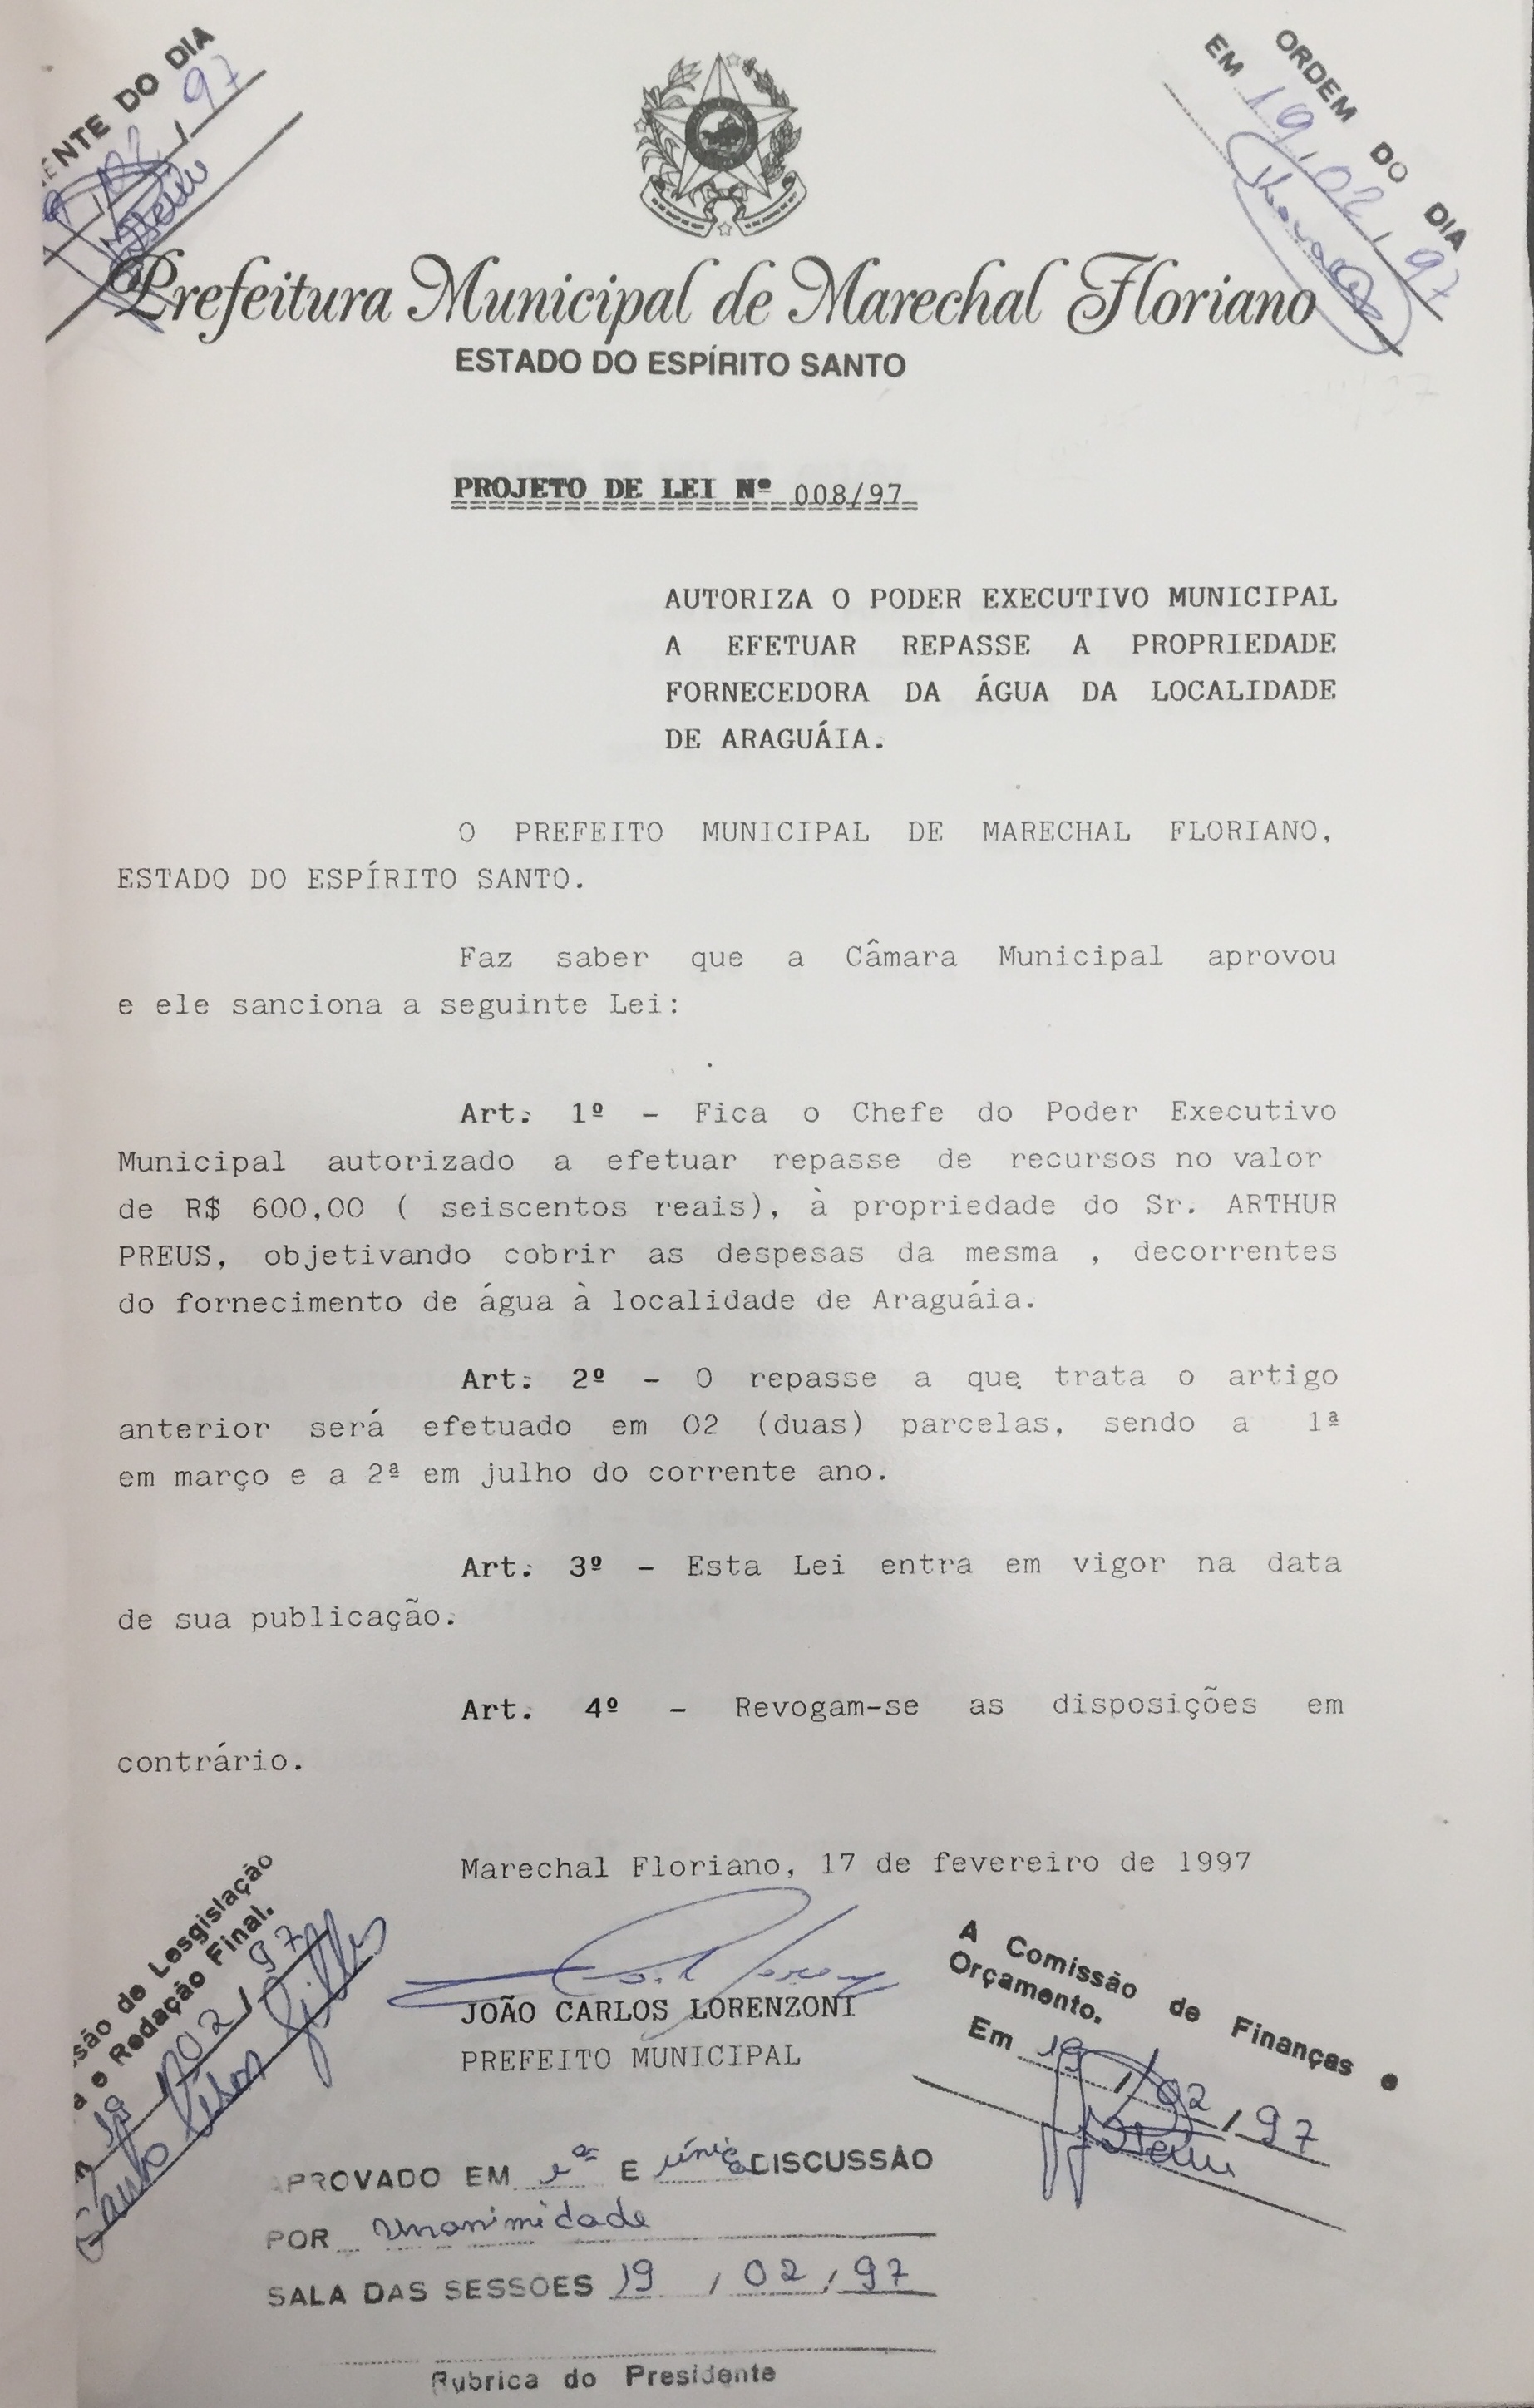 ENTE DO DIA
02 / 97
ORDEM DO DIA
EM 19 / 02 / 97
Prefeitura Municipal de Marechal Floriano
ESTADO DO ESPÍRITO SANTO
PROJETO DE LEI Nº 008/97
AUTORIZA O PODER EXECUTIVO MUNICIPAL
A EFETUAR REPASSE A PROPRIEDADE
FORNECEDORA DA ÁGUA DA LOCALIDADE
DE ARAGUÁIA.
O PREFEITO MUNICIPAL DE MARECHAL FLORIANO,
ESTADO DO ESPÍRITO SANTO.
Faz saber que a Câmara Municipal aprovou
e ele sanciona a seguinte Lei:
Art. 1º - Fica o Chefe do Poder Executivo
Municipal autorizado a efetuar repasse de recursos no valor
de R$ 600,00 ( seiscentos reais), à propriedade do Sr. ARTHUR
PREUS, objetivando cobrir as despesas da mesma , decorrentes
do fornecimento de água à localidade de Araguáia.
Art. 2º - O repasse a que trata o artigo
anterior será efetuado em 02 (duas) parcelas, sendo a 1ª
em março e a 2ª em julho do corrente ano.
Art. 3º - Esta Lei entra em vigor na data
de sua publicação.
Art. 4º - Revogam-se as disposições em
contrário.
Marechal Floriano, 17 de fevereiro de 1997
JOÃO CARLOS LORENZONI
PREFEITO MUNICIPAL
são de Lesgislação
a e Redação Final.
19 / 02 / 97
A Comissão de Finanças e
Orçamento.
Em 19 / 02 / 97
APROVADO EM 1ª E única DISCUSSÃO
POR unanimidade
SALA DAS SESSOES 19 / 02 / 97
Rubrica do Presidente